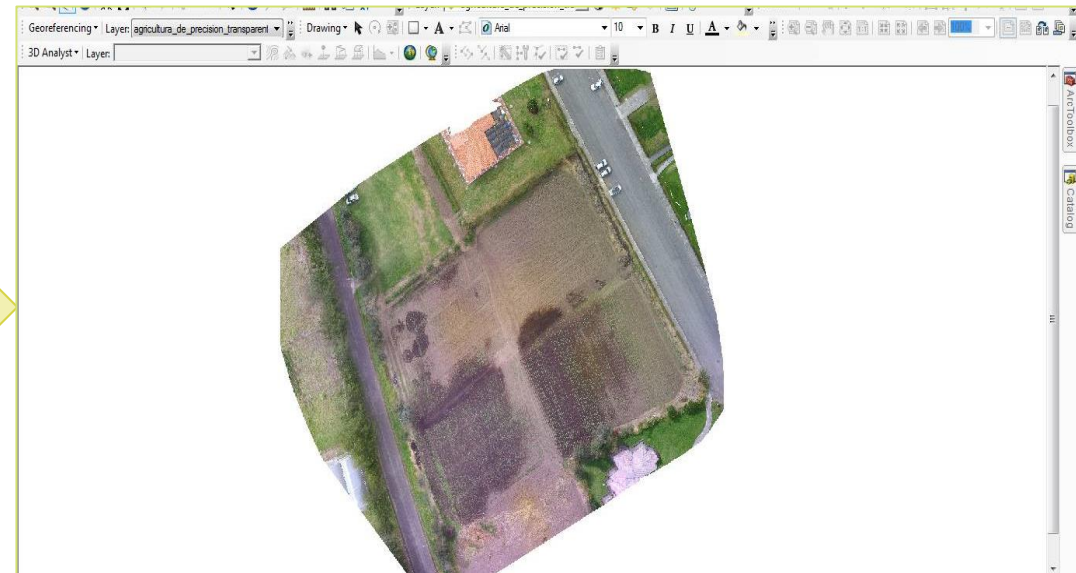 Georeferencing Layer: agricultura_de_precision_transparent Drawing A Arial 10 B I U A
3D Analyst Layer:
ArcToolbox
Catalog